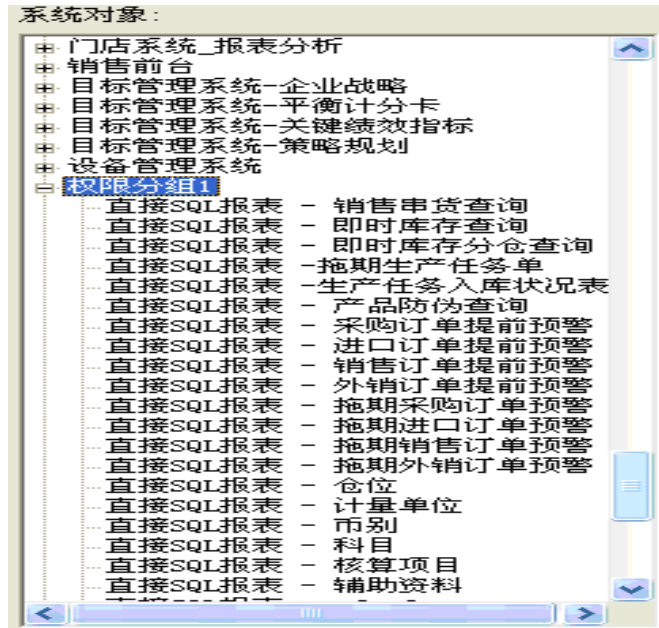 系统对象:
门店系统_报表分析
销售前台
目标管理系统-企业战略
目标管理系统-平衡计分卡
目标管理系统-关键绩效指标
目标管理系统-策略规划
设备管理系统
权限分组1
直接SQL报表 - 销售串货查询
直接SQL报表 - 即时库存查询
直接SQL报表 - 即时库存分仓查询
直接SQL报表 -拖期生产任务单
直接SQL报表 -生产任务入库状况表
直接SQL报表 - 产品防伪查询
直接SQL报表 - 采购订单提前预警
直接SQL报表 - 进口订单提前预警
直接SQL报表 - 销售订单提前预警
直接SQL报表 - 外销订单提前预警
直接SQL报表 - 拖期采购订单预警
直接SQL报表 - 拖期进口订单预警
直接SQL报表 - 拖期销售订单预警
直接SQL报表 - 拖期外销订单预警
直接SQL报表 - 仓位
直接SQL报表 - 计量单位
直接SQL报表 - 币别
直接SQL报表 - 科目
直接SQL报表 - 核算项目
直接SQL报表 - 辅助资料